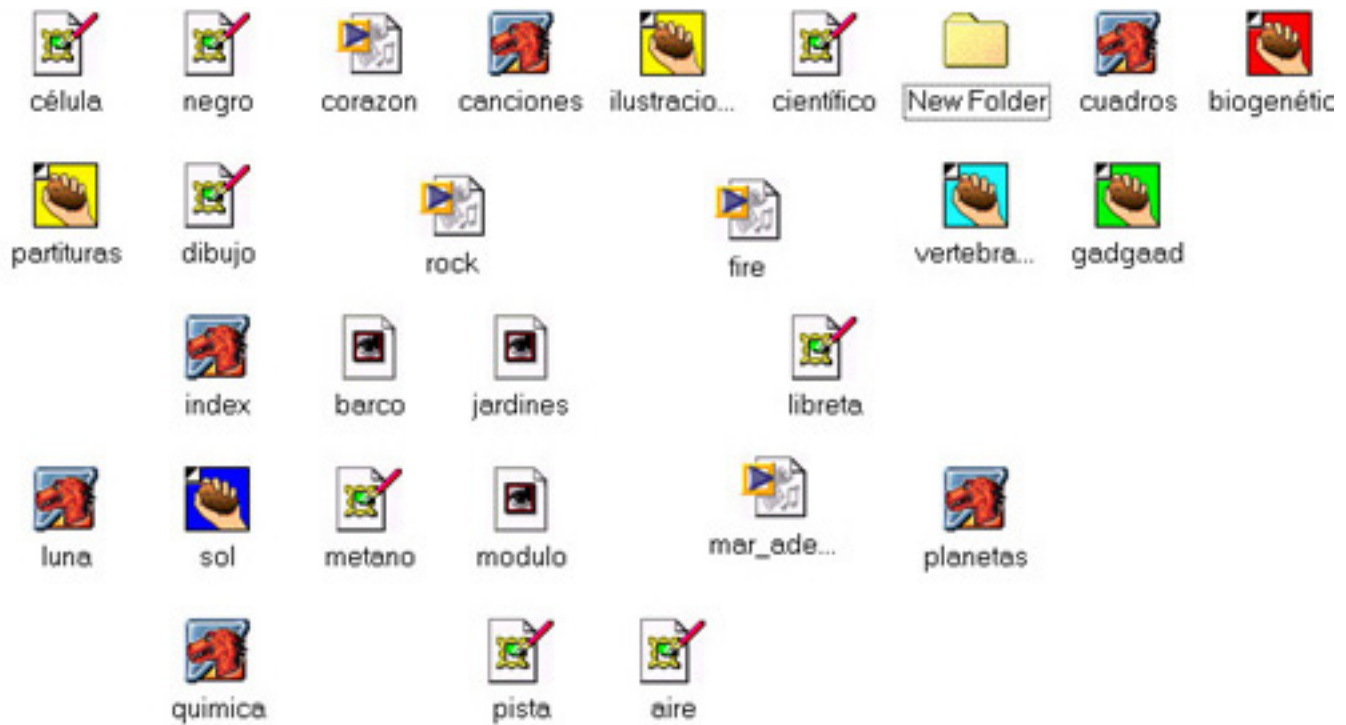 célula negro corazon canciones ilustracio... científico New Folder cuadros biogenétic
partituras dibujo rock fire vertebra... gadgaad
index barco jardines libreta
luna sol metano modulo mar_ade... planetas
quimica pista aire